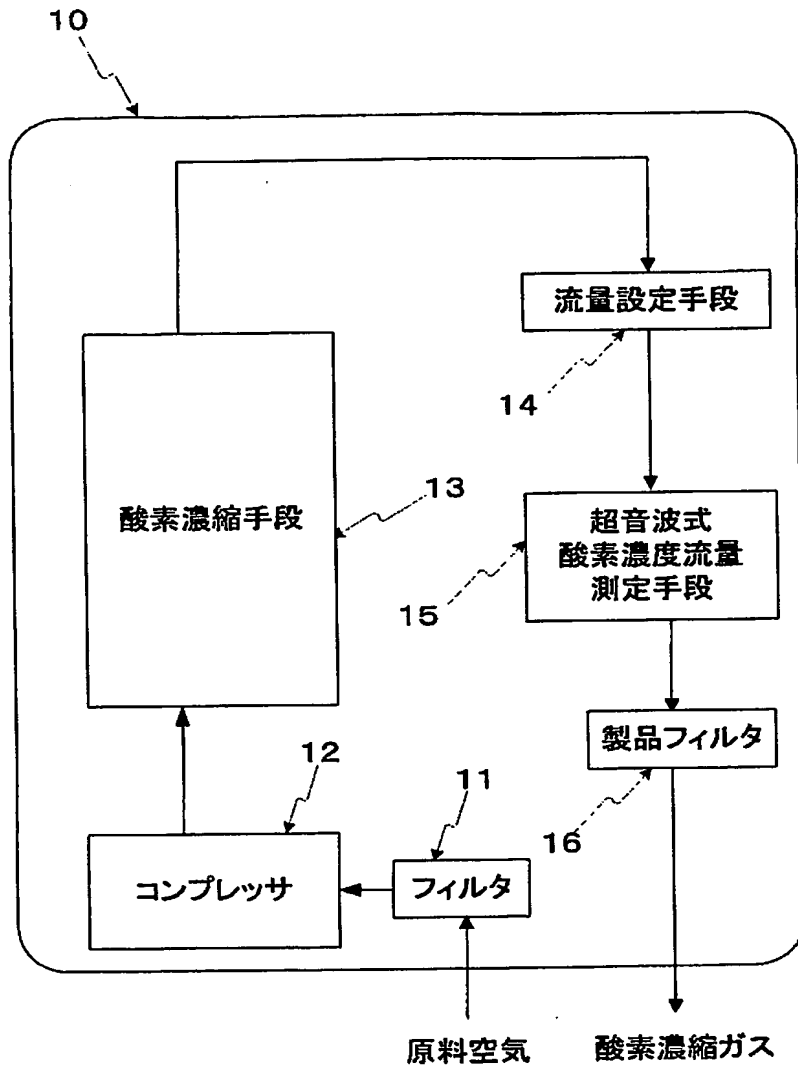 10
流量設定手段
14
酸素濃縮手段
13
超音波式
酸素濃度流量
測定手段
15
製品フィルタ
16
12
コンプレッサ
11
フィルタ
原料空気
酸素濃縮ガス